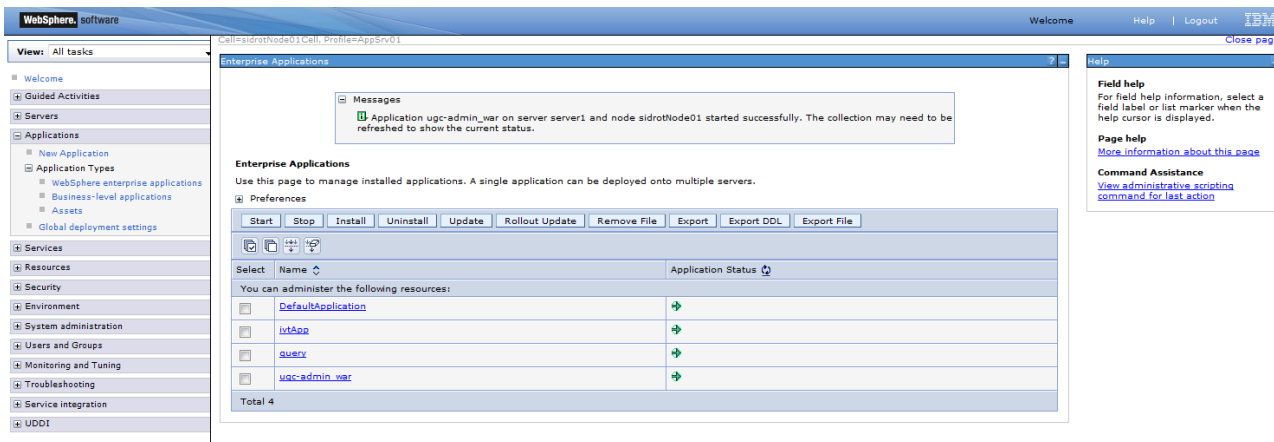 WebSphere. software
Welcome
Help | Logout
IBM
View: All tasks
Welcome
Guided Activities
Servers
Applications
New Application
Application Types
WebSphere enterprise applications
Business-level applications
Assets
Global deployment settings
Services
Resources
Security
Environment
System administration
Users and Groups
Monitoring and Tuning
Troubleshooting
Service integration
UDDI
Cell=sidrotNode01Cell, Profile=AppSrv01
Close pag
Enterprise Applications
? -
Messages
Application ugc-admin_war on server server1 and node sidrotNode01 started successfully. The collection may need to be
refreshed to show the current status.
Enterprise Applications
Use this page to manage installed applications. A single application can be deployed onto multiple servers.
Preferences
Start Stop Install Uninstall Update Rollout Update Remove File Export Export DDL Export File
Select Name Application Status
You can administer the following resources:
DefaultApplication
ivtApp
query
ugc-admin_war
Total 4
Help
Field help
For field help information, select a
field label or list marker when the
help cursor is displayed.
Page help
More information about this page
Command Assistance
View administrative scripting
command for last action